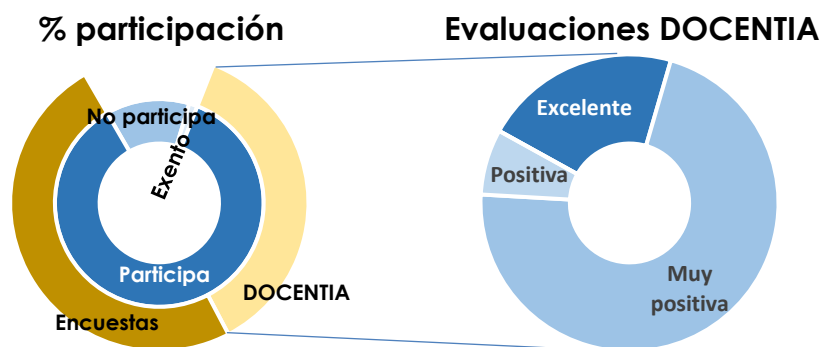 % participación
Evaluaciones DOCENTIA
No participa
Exento
Participa
DOCENTIA
Encuestas
Excelente
Positiva
Muy
positiva